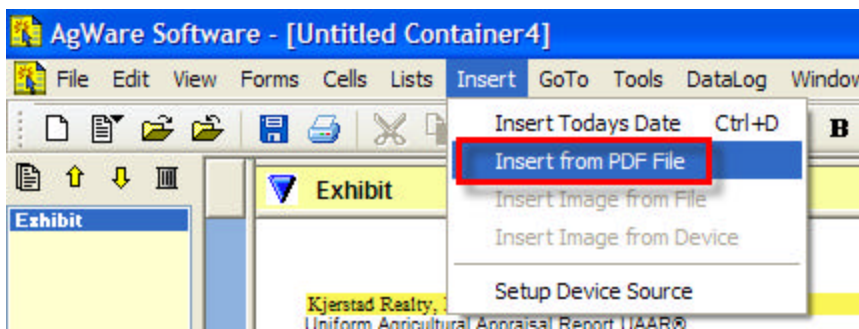 AgWare Software - [Untitled Container4]
File Edit View Forms Cells Lists Insert GoTo Tools DataLog Window
Insert Todays Date Ctrl+D
B
Insert from PDF File
Exhibit
Insert Image from File
Exhibit
Insert Image from Device
Setup Device Source
Kjerstad Realty,
Uniform Agricultural Appraisal Report UAAR®